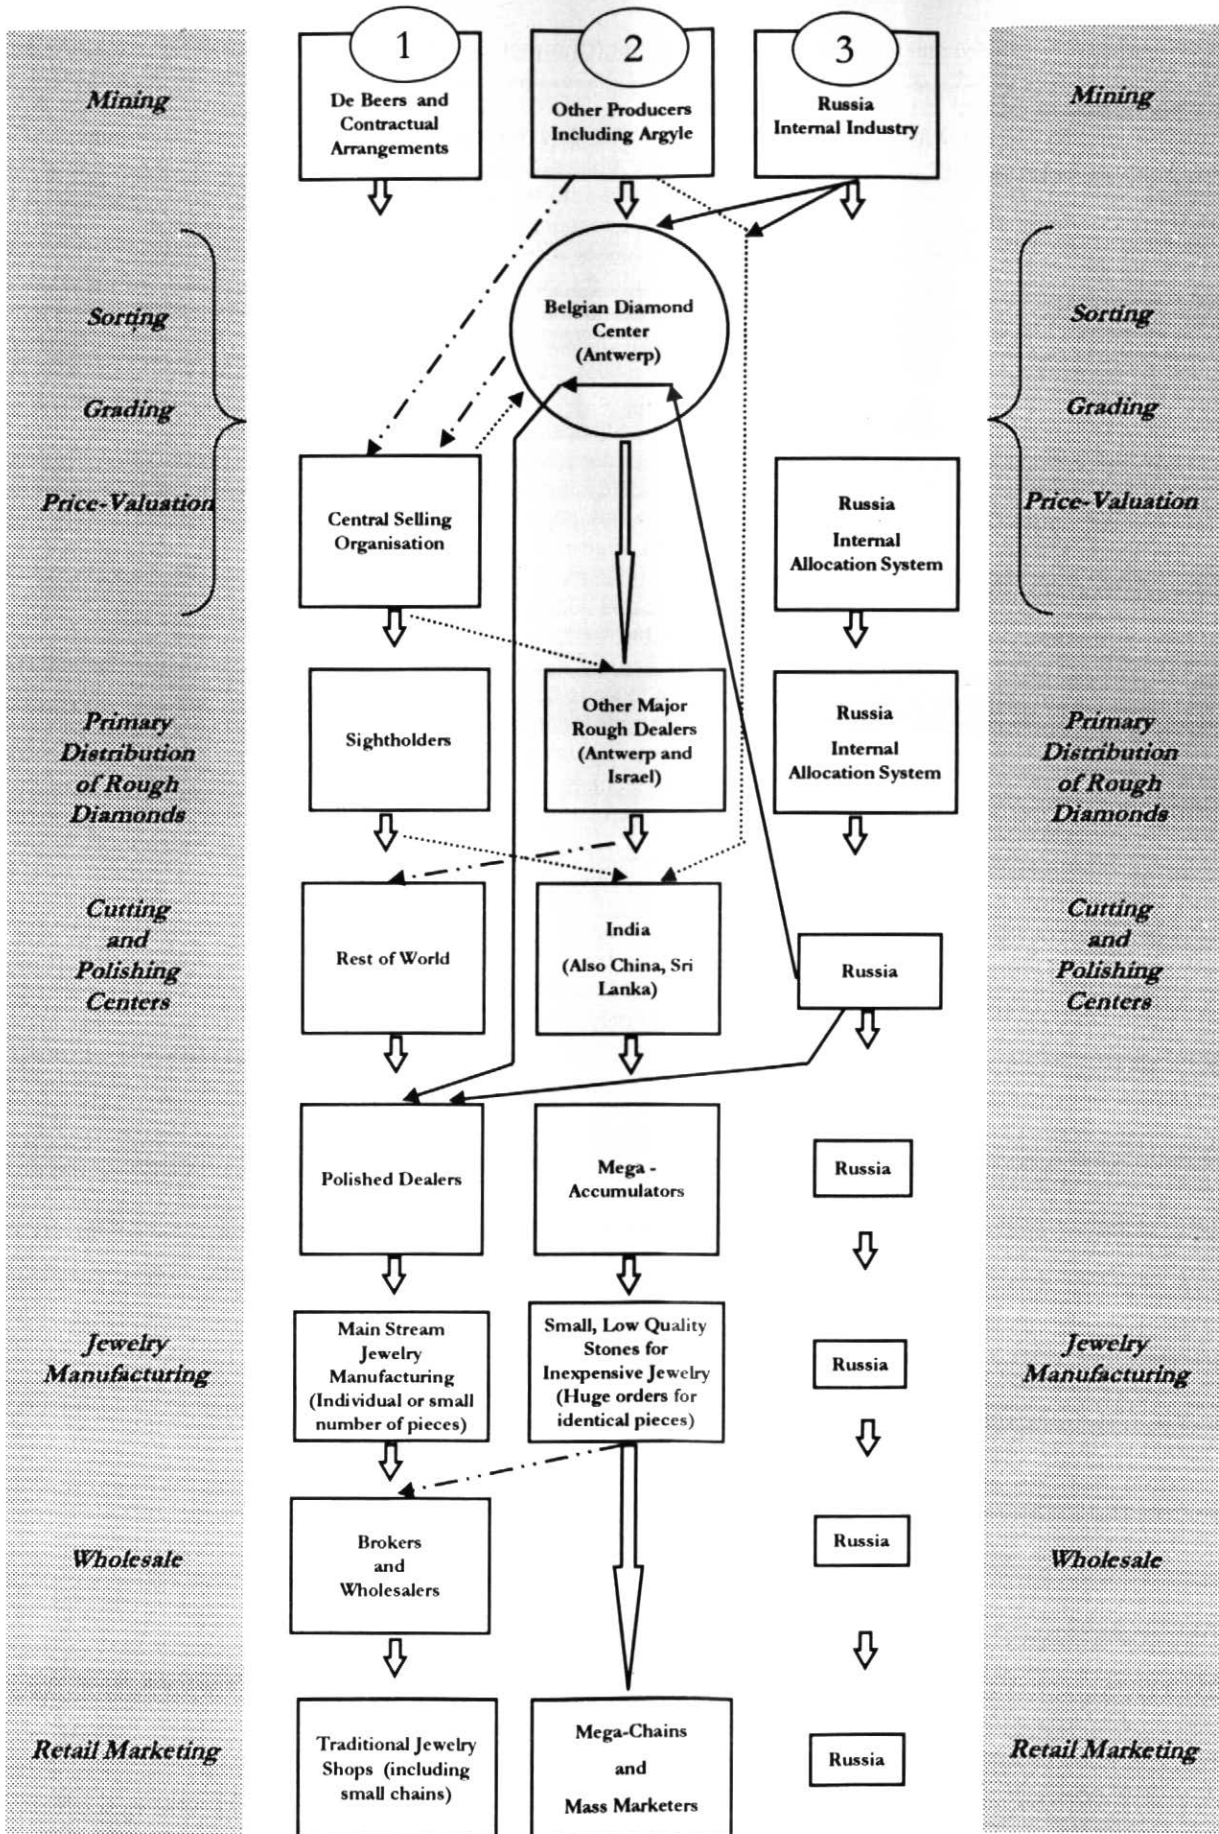 1
2
3
De Beers and
Contractual
Arrangements
Other Producers
Including Argyle
Russia
Internal Industry
Mining
Mining
Belgian Diamond
Center
(Antwerp)
Sorting
Sorting
Grading
Grading
Price-Valuation
Price-Valuation
Central Selling
Organisation
Russia
Internal
Allocation System
Primary
Distribution
of Rough
Diamonds
Sightholders
Other Major
Rough Dealers
(Antwerp and
Israel)
Russia
Internal
Allocation System
Primary
Distribution
of Rough
Diamonds
Cutting
and
Polishing
Centers
Rest of World
India
(Also China, Sri
Lanka)
Russia
Cutting
and
Polishing
Centers
Polished Dealers
Mega -
Accumulators
Russia
Jewelry
Manufacturing
Main Stream
Jewelry
Manufacturing
(Individual or small
number of pieces)
Small, Low Quality
Stones for
Inexpensive Jewelry
(Huge orders for
identical pieces)
Russia
Jewelry
Manufacturing
Wholesale
Brokers
and
Wholesalers
Russia
Wholesale
Retail Marketing
Traditional Jewelry
Shops (including
small chains)
Mega-Chains
and
Mass Marketers
Russia
Retail Marketing